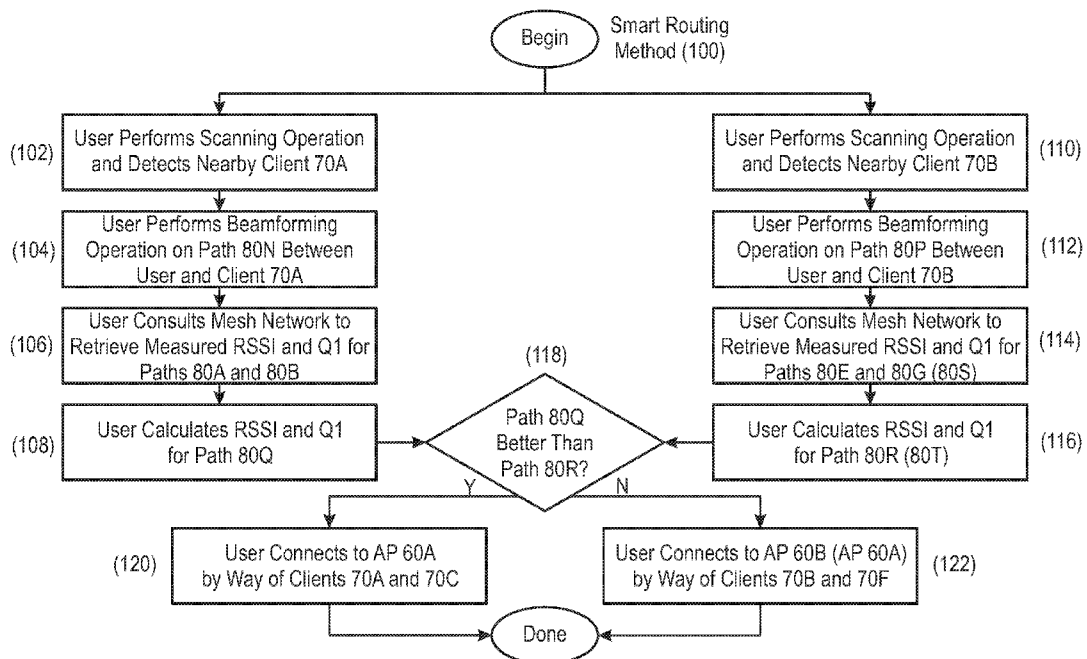 Begin
Smart Routing
Method (100)
(102)
User Performs Scanning Operation
and Detects Nearby Client 70A
User Performs Scanning Operation
and Detects Nearby Client 70B
(110)
(104)
User Performs Beamforming
Operation on Path 80N Between
User and Client 70A
User Performs Beamforming
Operation on Path 80P Between
User and Client 70B
(112)
(106)
User Consults Mesh Network to
Retrieve Measured RSSI and Q1 for
Paths 80A and 80B
User Consults Mesh Network to
Retrieve Measured RSSI and Q1 for
Paths 80E and 80G (80S)
(114)
(108)
User Calculates RSSI and Q1
for Path 80Q
(118)
Path 80Q
Better Than
Path 80R?
User Calculates RSSI and Q1
for Path 80R (80T)
(116)
Y
N
(120)
User Connects to AP 60A
by Way of Clients 70A and 70C
User Connects to AP 60B (AP 60A)
by Way of Clients 70B and 70F
(122)
Done